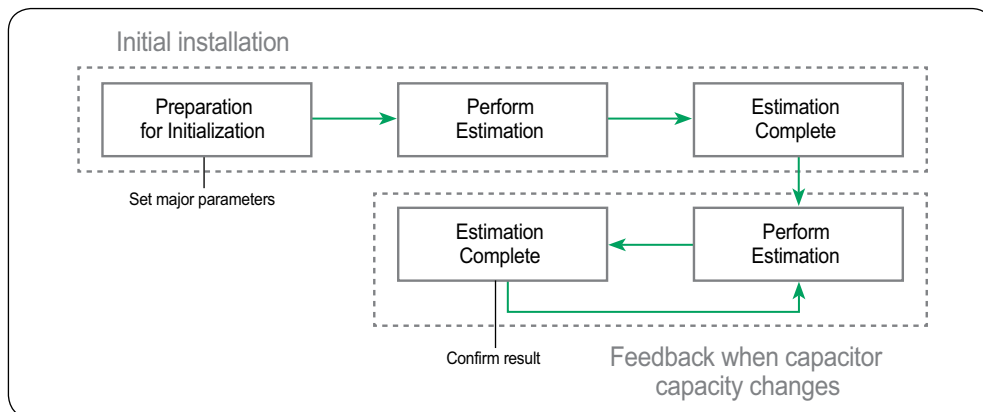 Initial installation
Preparation
for Initialization
Perform
Estimation
Estimation
Complete
Set major parameters
Estimation
Complete
Perform
Estimation
Confirm result
Feedback when capacitor
capacity changes